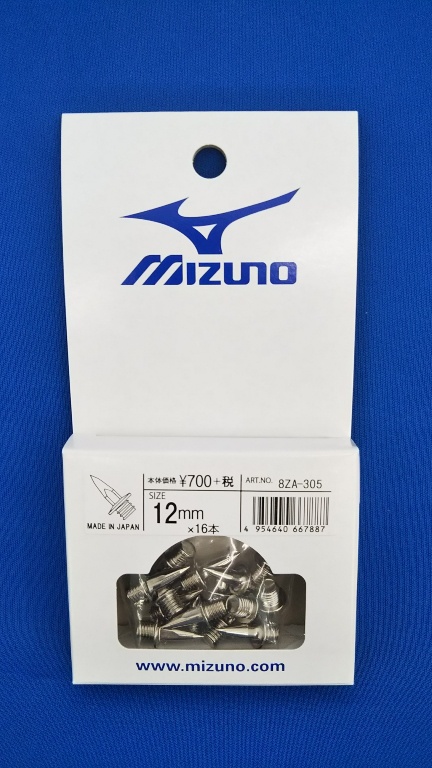 MIZUNO
本体価格 ¥700+税
ART.NO. 8ZA-305
SIZE
12mm
×16本
MADE IN JAPAN
4 954640 667887
www.mizuno.com